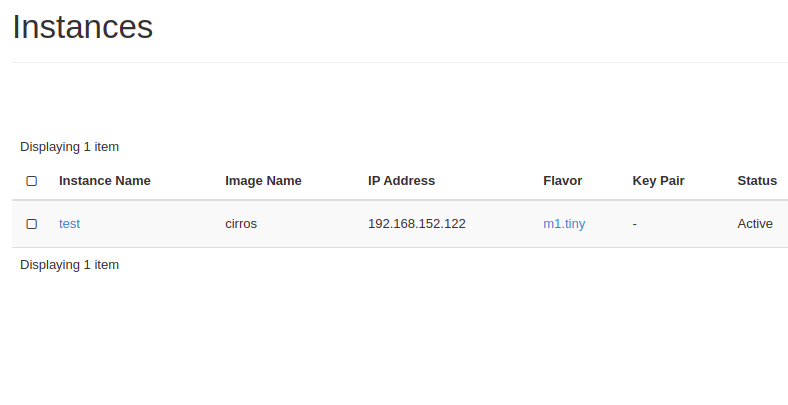 Instances
Displaying 1 item
Instance Name Image Name IP Address Flavor Key Pair Status
test cirros 192.168.152.122 m1.tiny - Active
Displaying 1 item